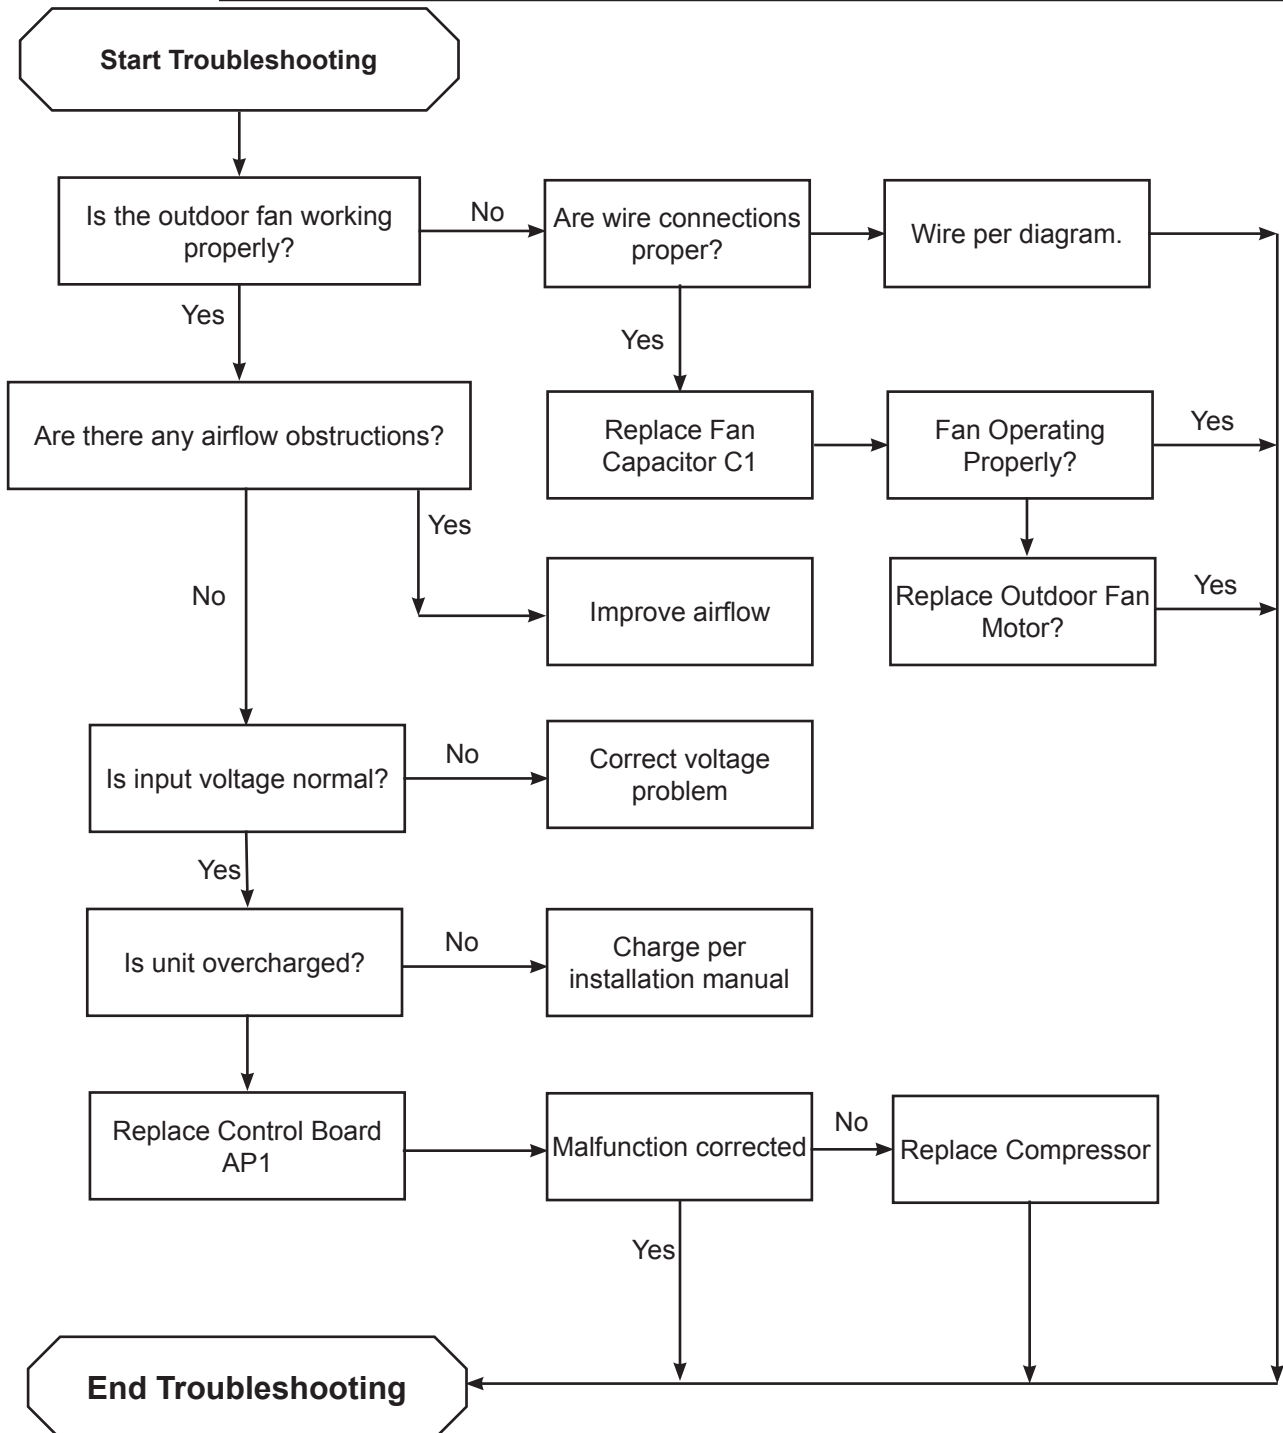 Start Troubleshooting
Is the outdoor fan working
properly?
No
Are wire connections
proper?
Wire per diagram.
Yes
Yes
Are there any airflow obstructions?
Replace Fan
Capacitor C1
Fan Operating
Properly?
Yes
Yes
No
Improve airflow
Replace Outdoor Fan
Motor?
Yes
Is input voltage normal?
No
Correct voltage
problem
Yes
Is unit overcharged?
No
Charge per
installation manual
Replace Control Board
AP1
Malfunction corrected
No
Replace Compressor
Yes
End Troubleshooting